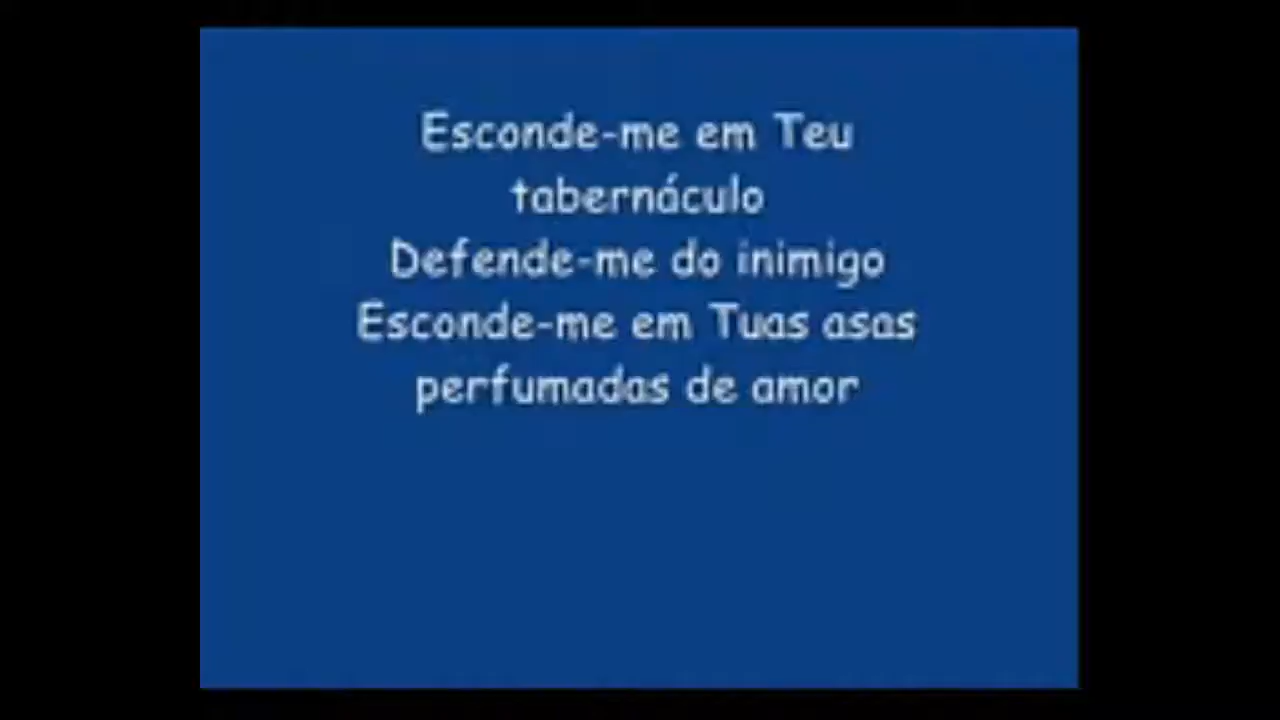 Esconde-me em Teu
tabernáculo
Defende-me do inimigo
Esconde-me em Tuas asas
perfumadas de amor